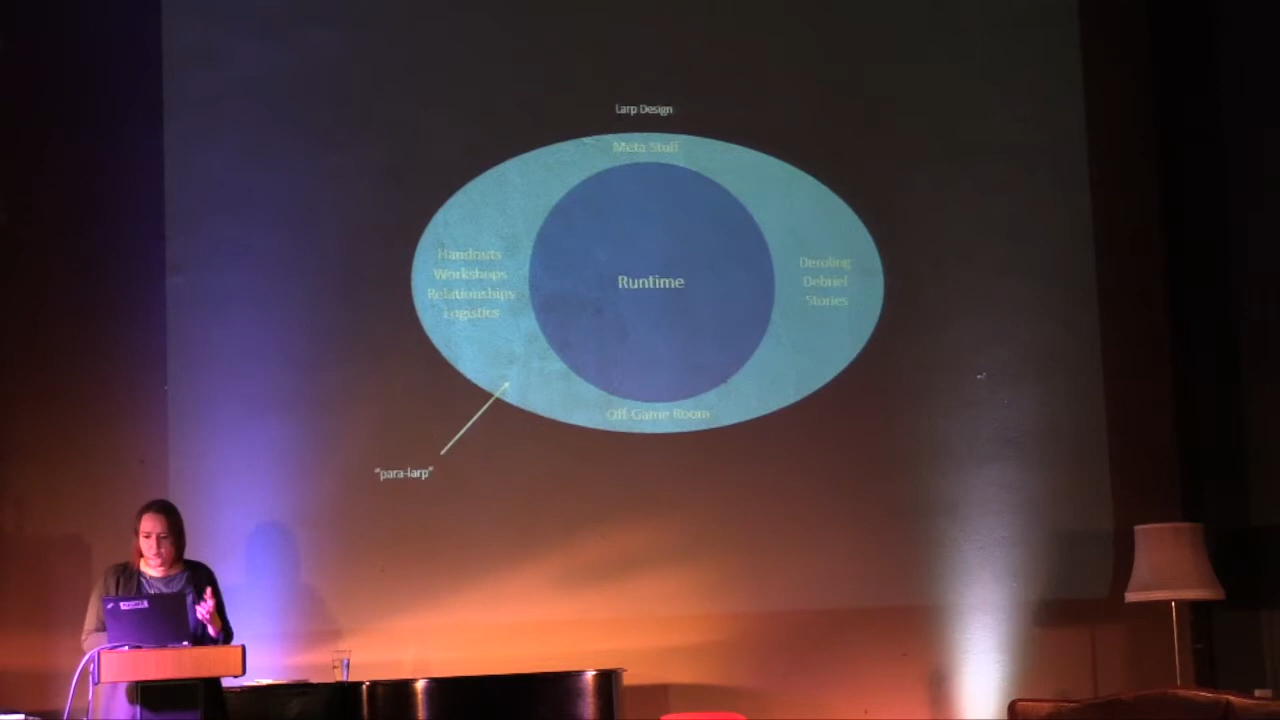 Larp Design
Meta Stuff
Handouts
Workshops
Relationships
Logistics
Runtime
Deroling
Debrief
Stories
Off-Game Room
"para-larp"